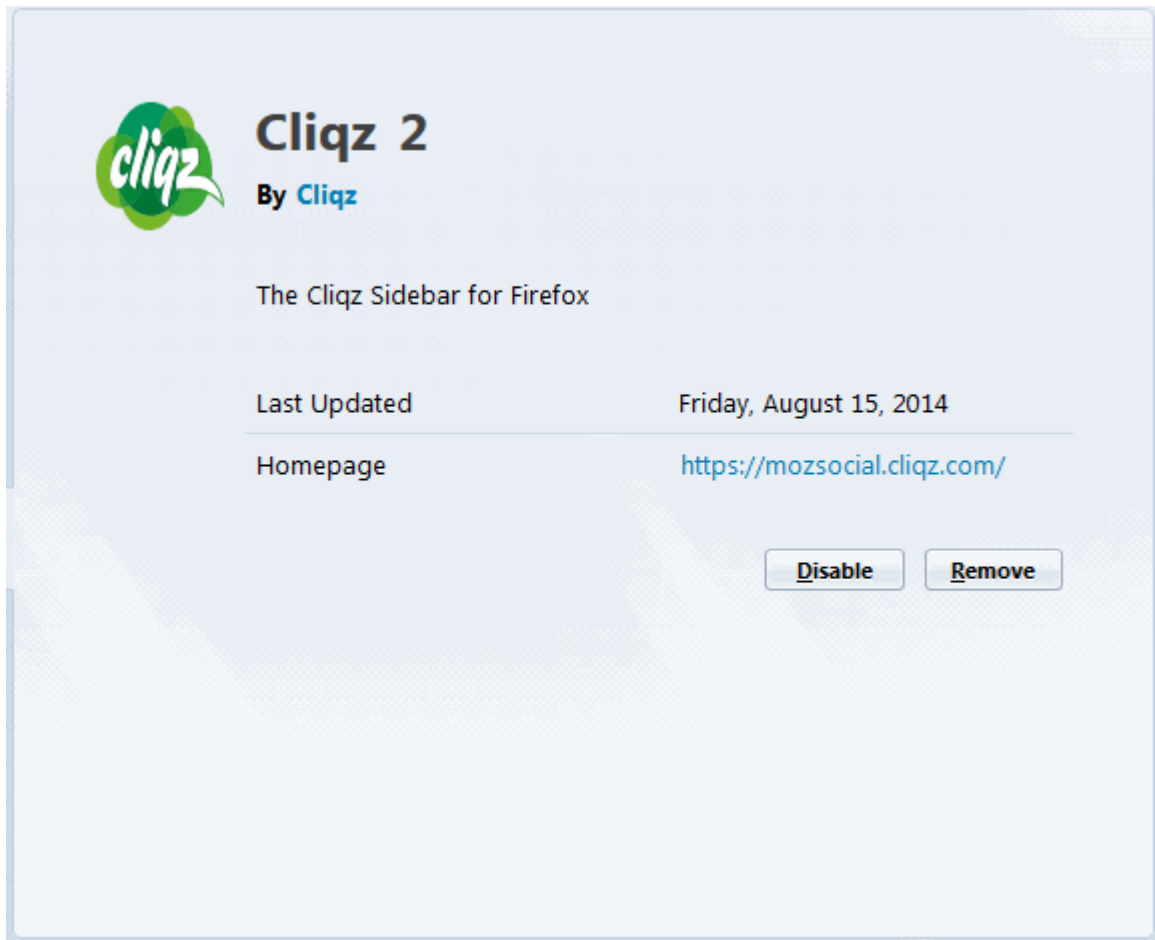 cliqz
Cliqz 2
By Cliqz
The Cliqz Sidebar for Firefox
Last Updated Friday, August 15, 2014
Homepage https://mozsocial.cliqz.com/
Disable Remove